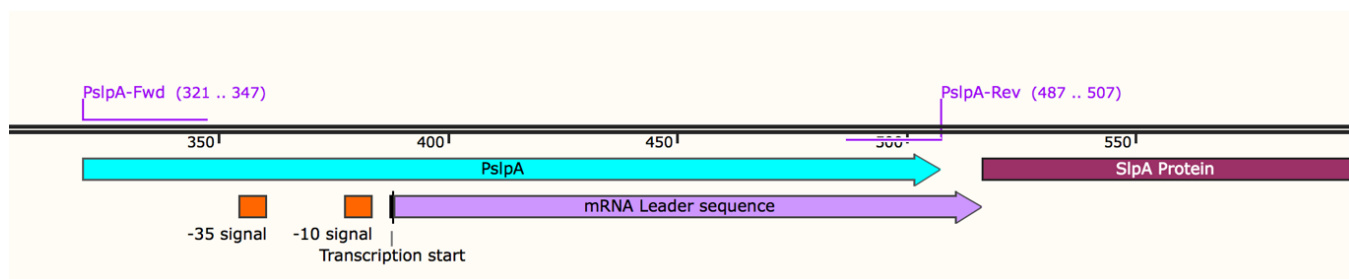 PslpA-Fwd (321 .. 347)
PslpA-Rev (487 .. 507)
350
400
450
500
550
PslpA
SlpA Protein
mRNA Leader sequence
-35 signal
-10 signal
Transcription start